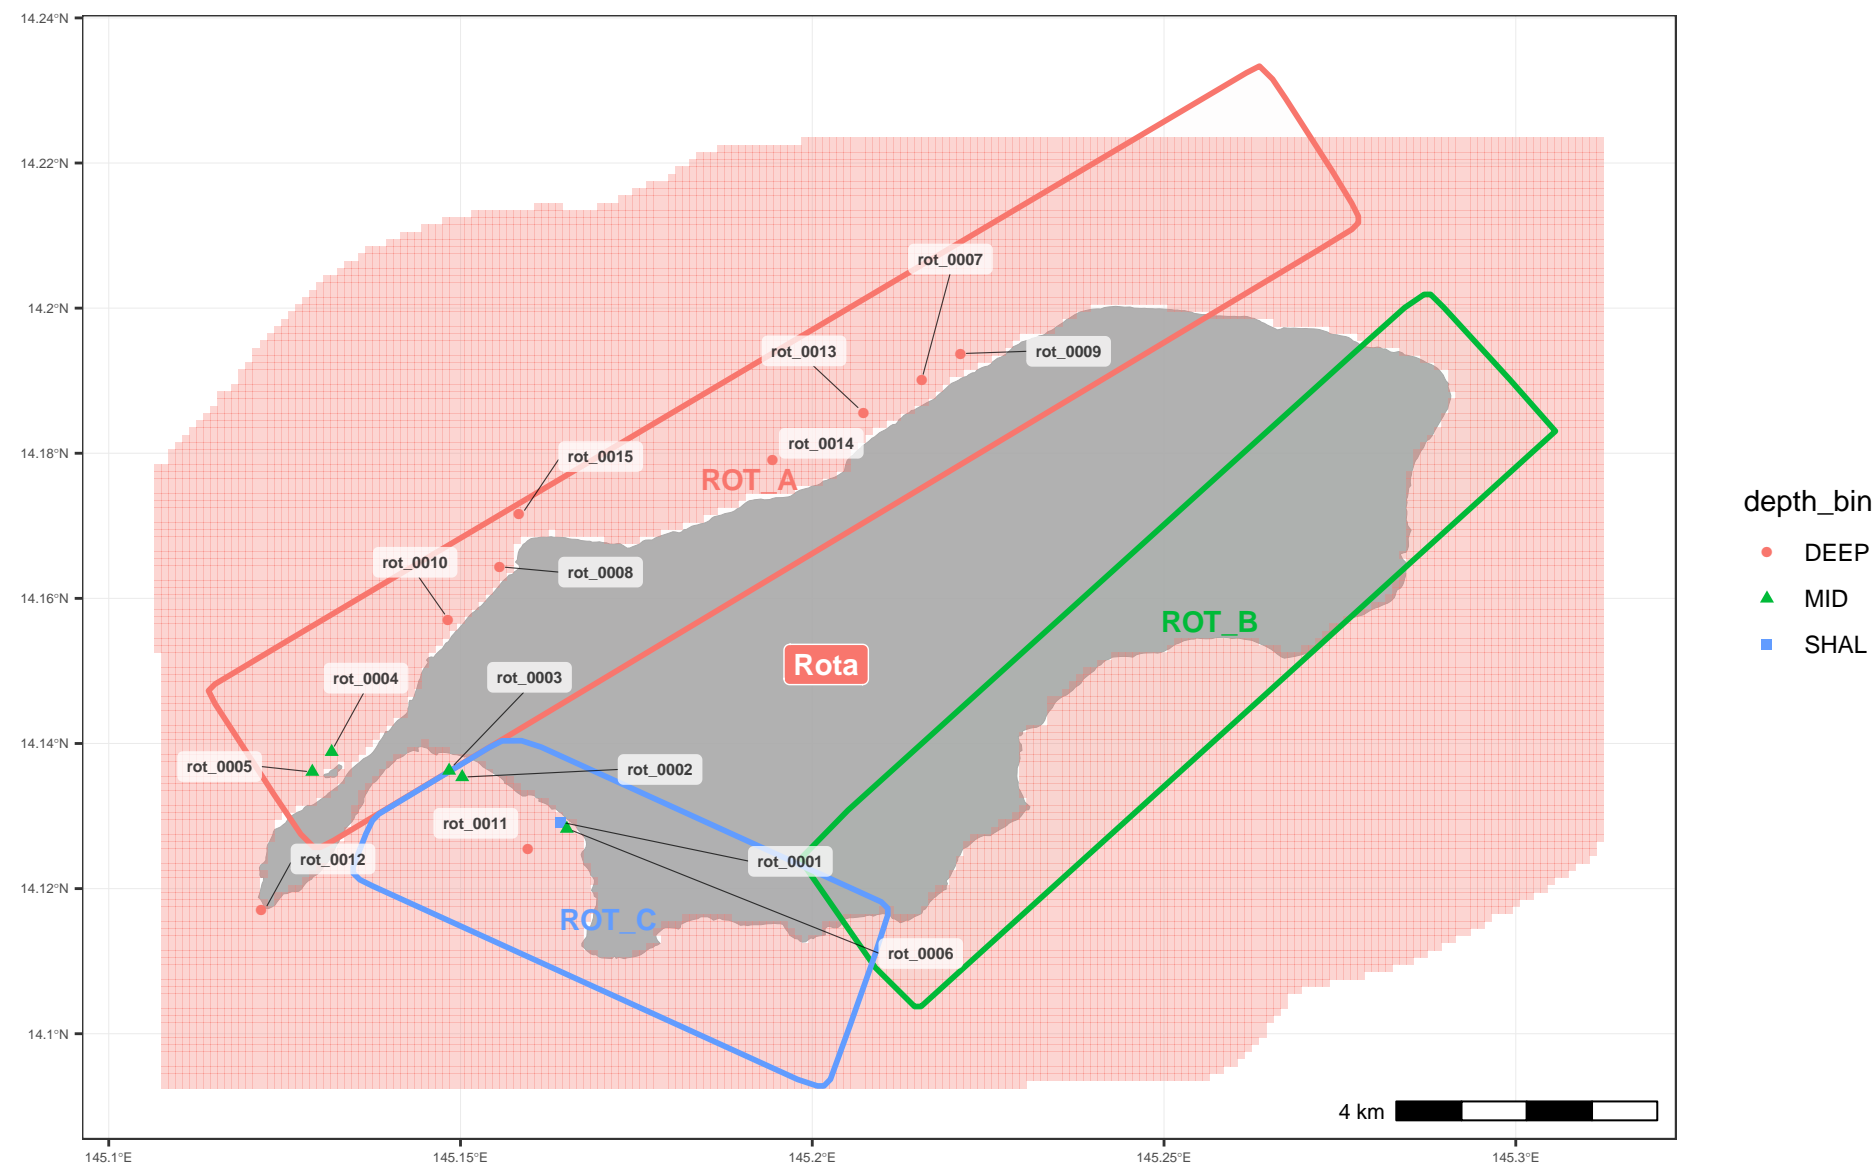 14.24°N
14.22°N
14.2°N
14.18°N
14.16°N
14.14°N
14.12°N
14.1°N
rot_0007
rot_0013
rot_0009
rot_0014
rot_0015
ROT_A
rot_0010
rot_0008
ROT_B
Rota
rot_0004
rot_0003
rot_0005
rot_0002
rot_0011
rot_0012
rot_0001
ROT_C
rot_0006
4 km
145.1°E
145.15°E
145.2°E
145.25°E
145.3°E
depth_bin
DEEP
MID
SHAL